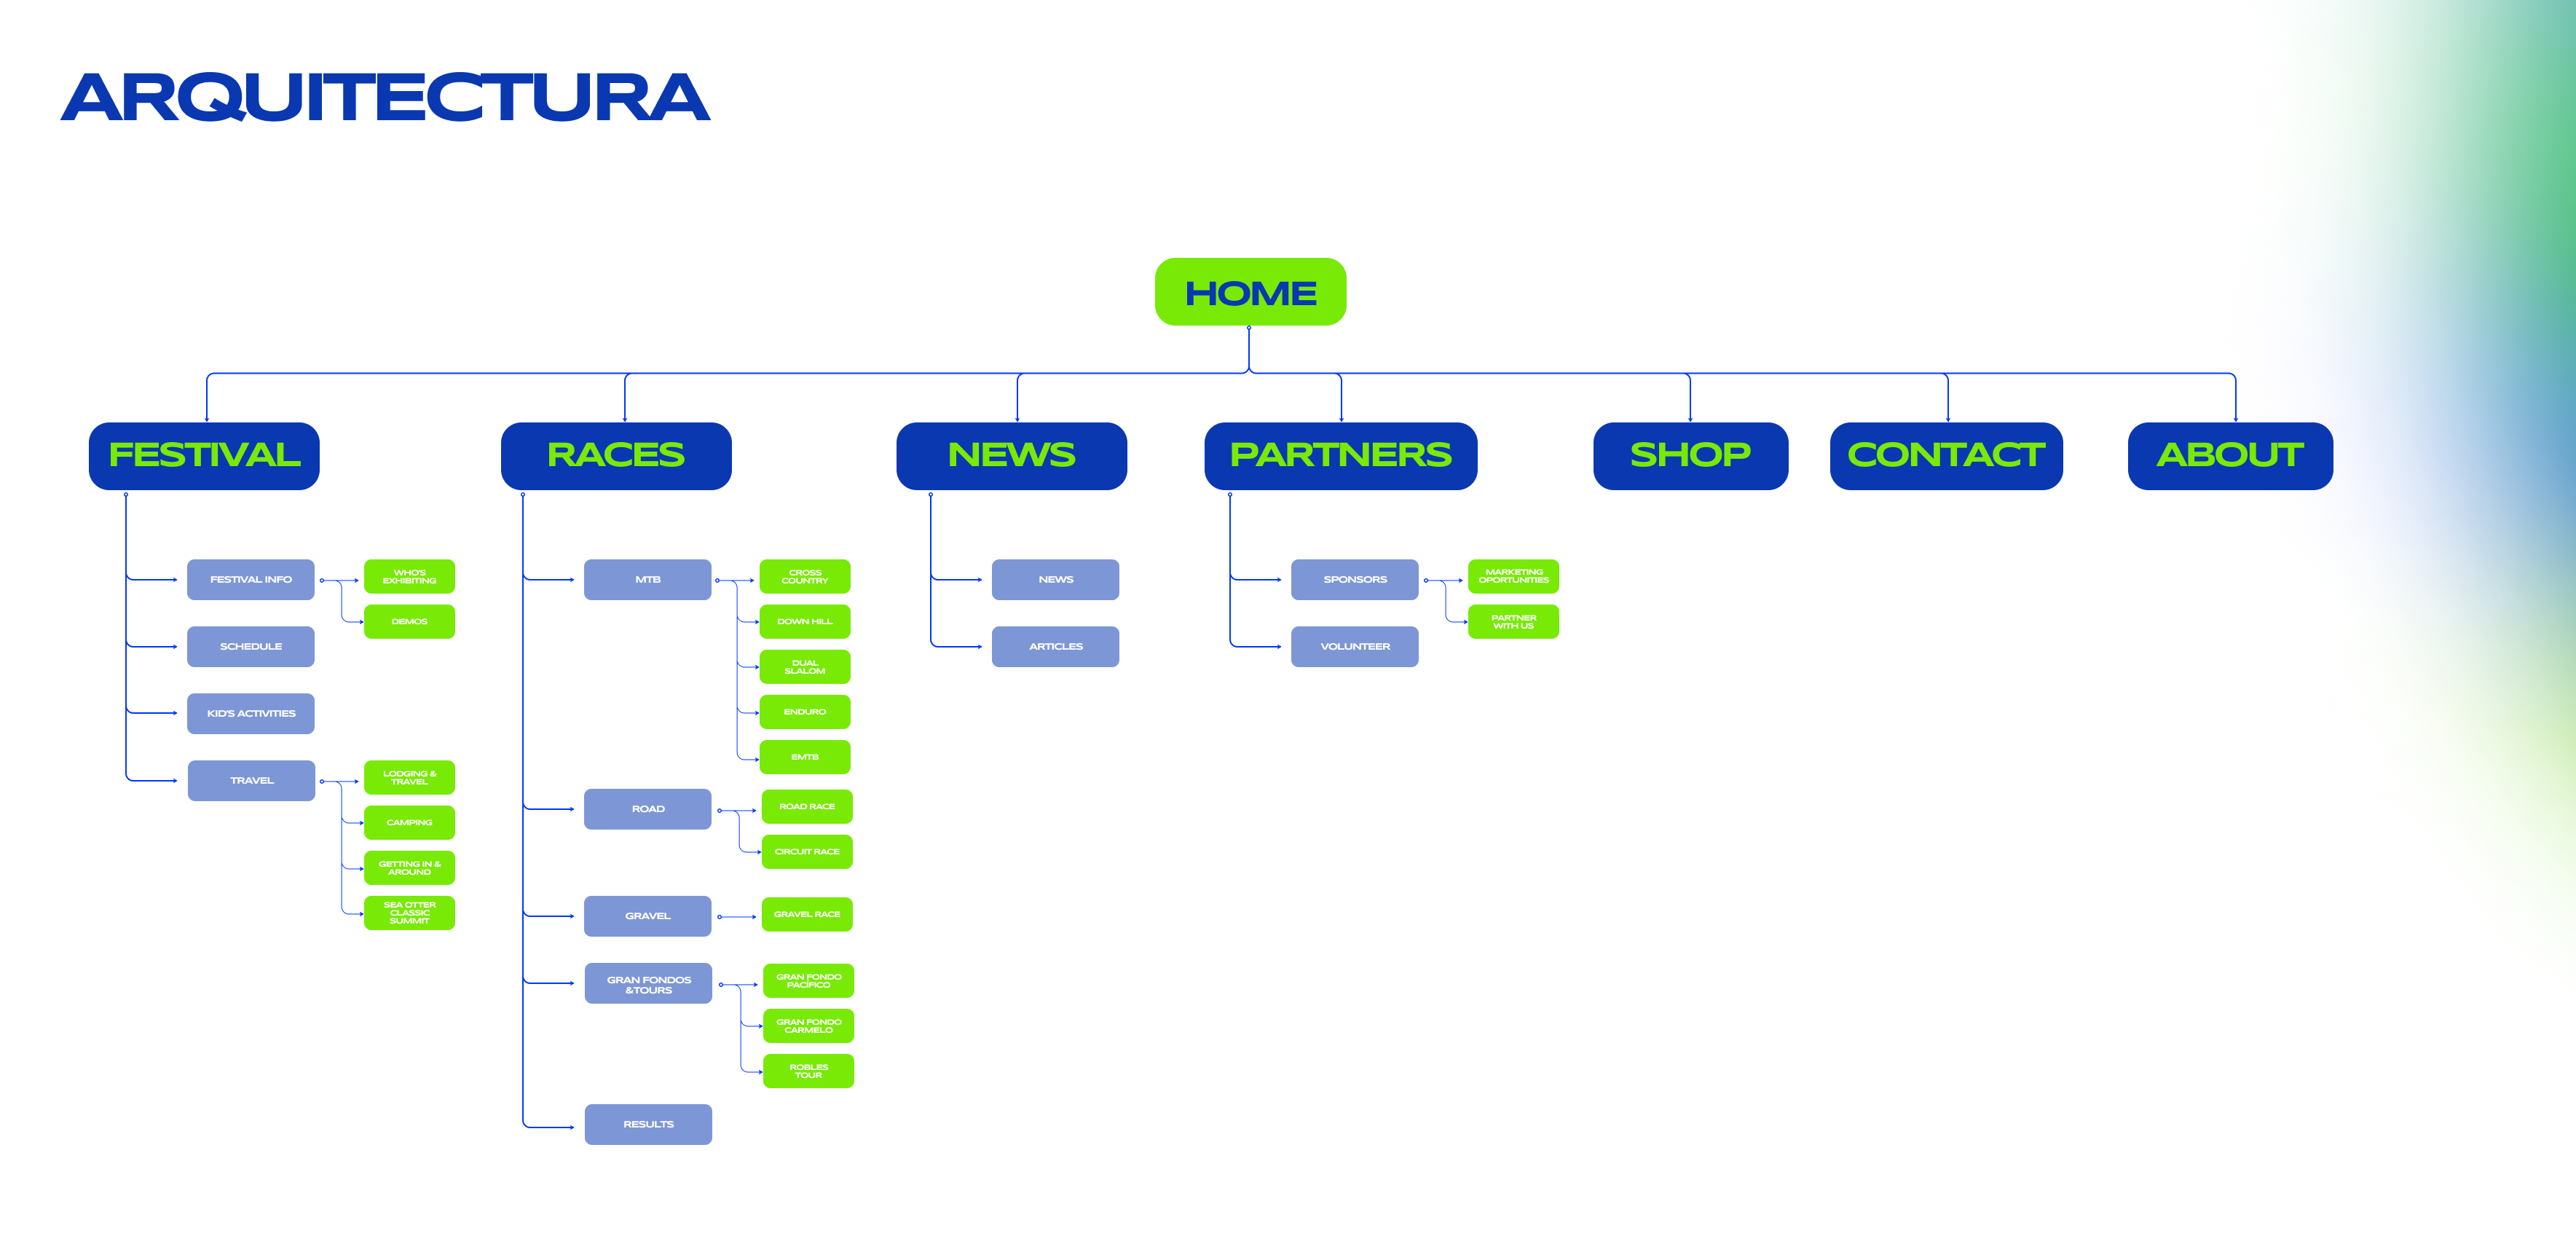 ARQUITECTURA
HOME
FESTIVAL
RACES
NEWS
PARTNERS
SHOP
CONTACT
ABOUT
FESTIVAL INFO
WHO'S
EXHIBITING
DEMOS
SCHEDULE
KID'S ACTIVITIES
TRAVEL
LODGING &
TRAVEL
CAMPING
GETTING IN &
AROUND
SEA OTTER
CLASSIC
SUMMIT
MTB
CROSS
COUNTRY
DOWN HILL
DUAL
SLALOM
ENDURO
EMTB
ROAD
ROAD RACE
CIRCUIT RACE
GRAVEL
GRAVEL RACE
GRAN FONDOS
&TOURS
GRAN FONDO
PACÍFICO
GRAN FONDO
CARMELO
ROBLES
TOUR
RESULTS
NEWS
ARTICLES
SPONSORS
MARKETING
OPORTUNITIES
PARTNER
WITH US
VOLUNTEER